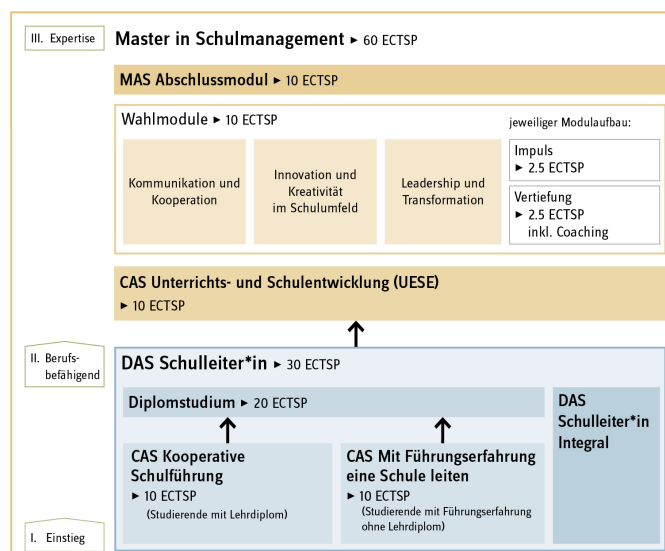 III. Expertise
Master in Schulmanagement ► 60 ECTSP
MAS Abschlussmodul ► 10 ECTSP
Wahlmodule ► 10 ECTSP
jeweiliger Modulaufbau:
Kommunikation und
Kooperation
Innovation und
Kreativität
im Schulumfeld
Leadership und
Transformation
Impuls
► 2.5 ECTSP
Vertiefung
► 2.5 ECTSP
inkl. Coaching
CAS Unterrichts- und Schulentwicklung (UESE)
► 10 ECTSP
II. Berufs-
befähigend
DAS Schulleiter*in ► 30 ECTSP
Diplomstudium ► 20 ECTSP
DAS
Schulleiter*in
Integral
CAS Kooperative
Schulführung
► 10 ECTSP
(Studierende mit Lehrdiplom)
CAS Mit Führungserfahrung
eine Schule leiten
► 10 ECTSP
(Studierende mit Führungserfahrung
ohne Lehrdiplom)
I. Einstieg